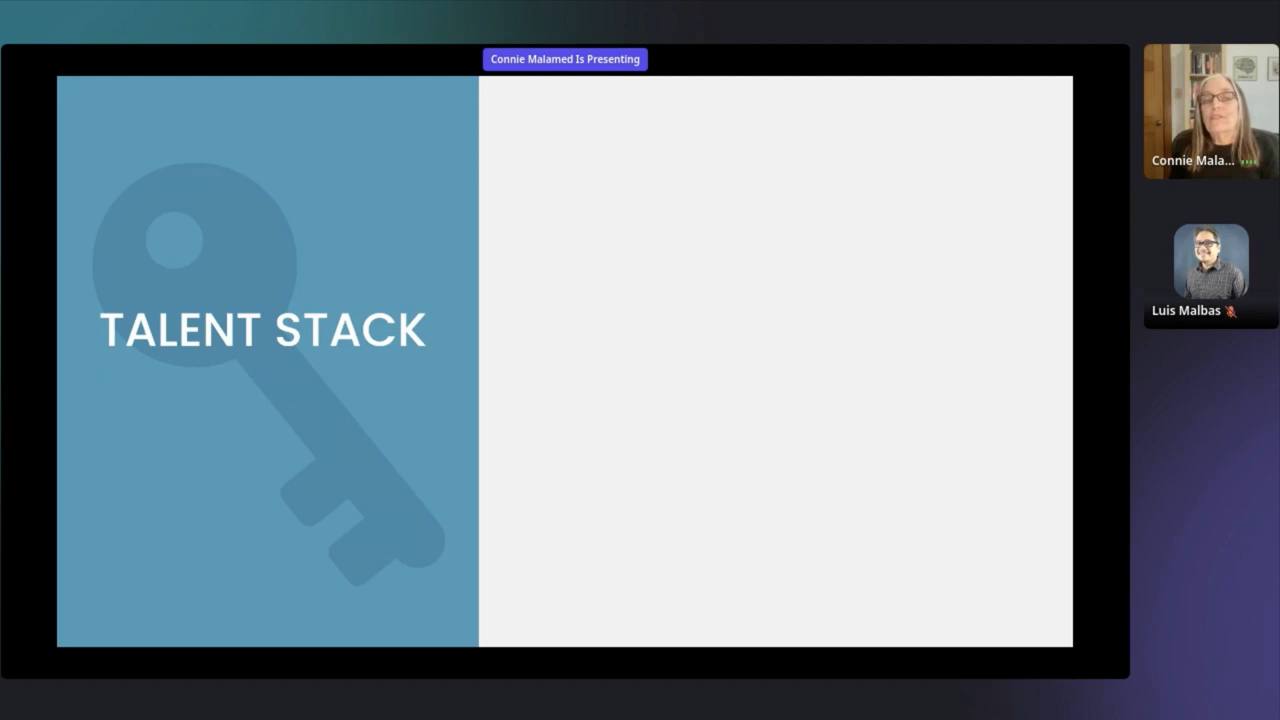 Connie Malamed Is Presenting
TALENT STACK
Connie Mala...
Luis Malbas